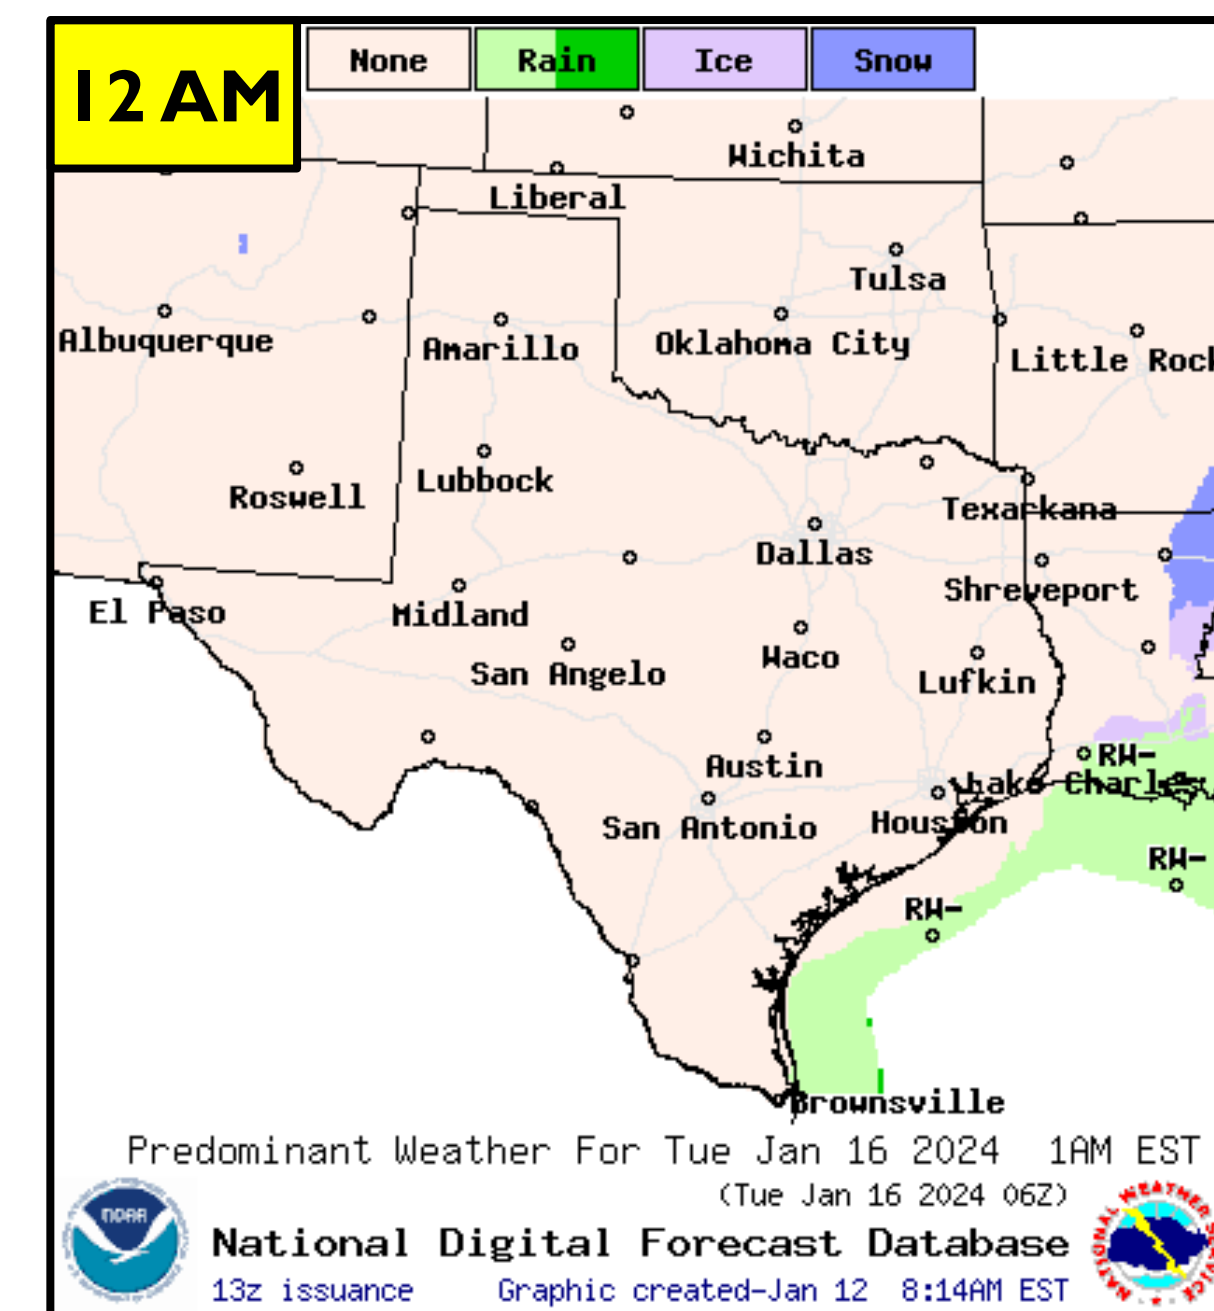 12 AM
None Rain Ice Snow
Wichita
Liberal
Tulsa
Albuquerque
Amarillo
Oklahoma City
Little Rock
Roswell
Lubbock
Texarkana
Dallas
Shreveport
El Paso
Midland
Waco
San Angelo
Lufkin
RW-
Austin
Lake Charles
San Antonio
Houston
RW-
RW-
Brownsville
Predominant Weather For Tue Jan 16 2024 1AM EST
(Tue Jan 16 2024 06Z)
NOAA
National Digital Forecast Database
13z issuance Graphic created-Jan 12 8:14AM EST
NATIONAL WEATHER SERVICE